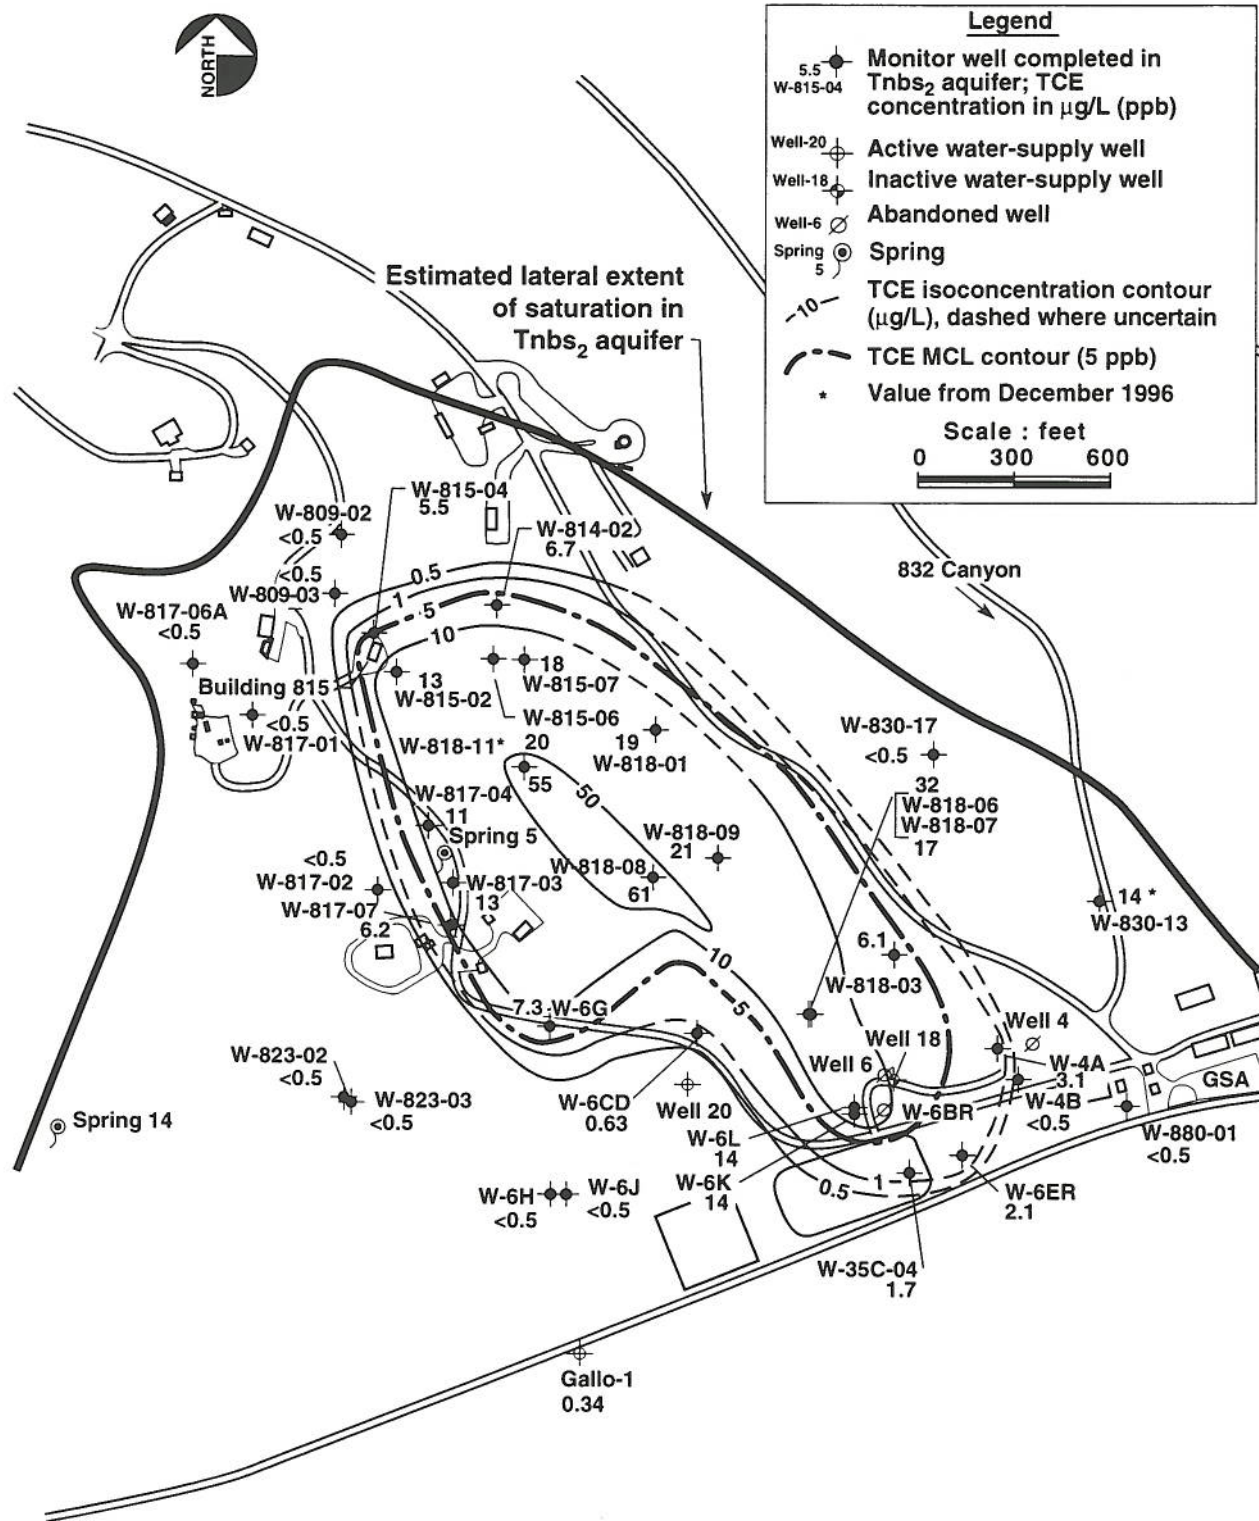 NORTH
Legend
5.5
W-815-04
Monitor well completed in
Tnbs2 aquifer; TCE
concentration in µg/L (ppb)
Well-20
Active water-supply well
Well-18
Inactive water-supply well
Well-6
Abandoned well
Spring
5
Spring
10
TCE isoconcentration contour
(µg/L), dashed where uncertain
TCE MCL contour (5 ppb)
*
Value from December 1996
Scale : feet
0 300 600
Estimated lateral extent
of saturation in
Tnbs2 aquifer
832 Canyon
W-815-04
5.5
W-809-02
<0.5
W-814-02
6.7
<0.5
W-809-03
0.5
1
5
10
W-817-06A
<0.5
Building 815
13
W-815-02
18
W-815-07
W-815-06
20
<0.5
W-817-01
W-818-11*
55
50
19
W-818-01
W-830-17
<0.5
32
W-818-06
W-818-07
17
W-817-04
11
Spring 5
W-818-09
21
W-818-08
61
<0.5
W-817-02
W-817-03
13
W-817-07
6.2
14 *
W-830-13
6.1
W-818-03
10
5
7.3 W-6G
Well 4
Well 18
Well 6
W-4A
3.1
GSA
W-823-02
<0.5
W-823-03
<0.5
Spring 14
W-6CD
0.63
Well 20
W-6BR
W-4B
<0.5
W-6L
14
W-880-01
<0.5
W-6K
14
0.5
1
W-6ER
2.1
W-6H
<0.5
W-6J
<0.5
W-35C-04
1.7
Gallo-1
0.34